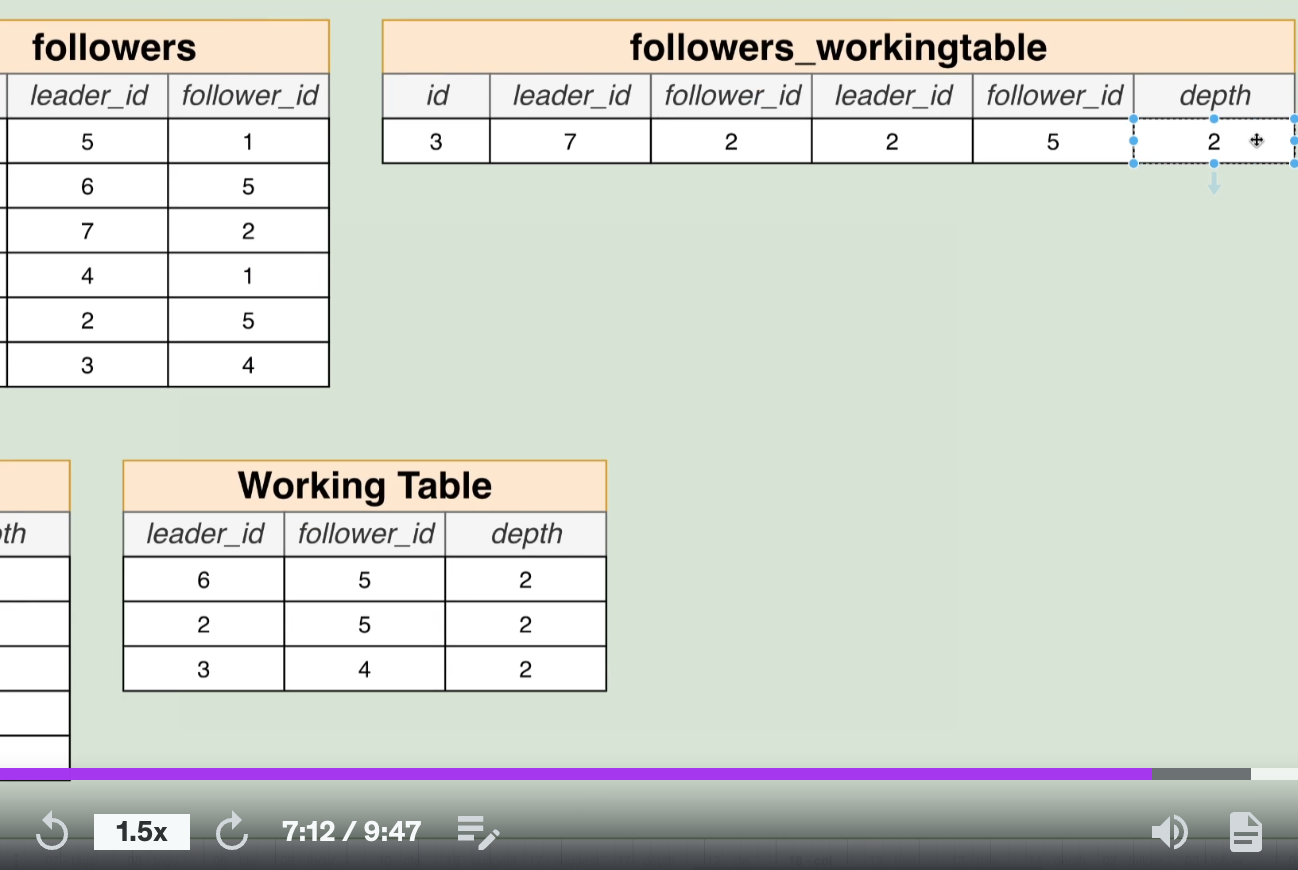 followers
leader_id follower_id
5 1
6 5
7 2
4 1
2 5
3 4
followers_workingtable
id leader_id follower_id leader_id follower_id depth
3 7 2 2 5 2
th
Working Table
leader_id follower_id depth
6 5 2
2 5 2
3 4 2
1.5x 7:12 / 9:47